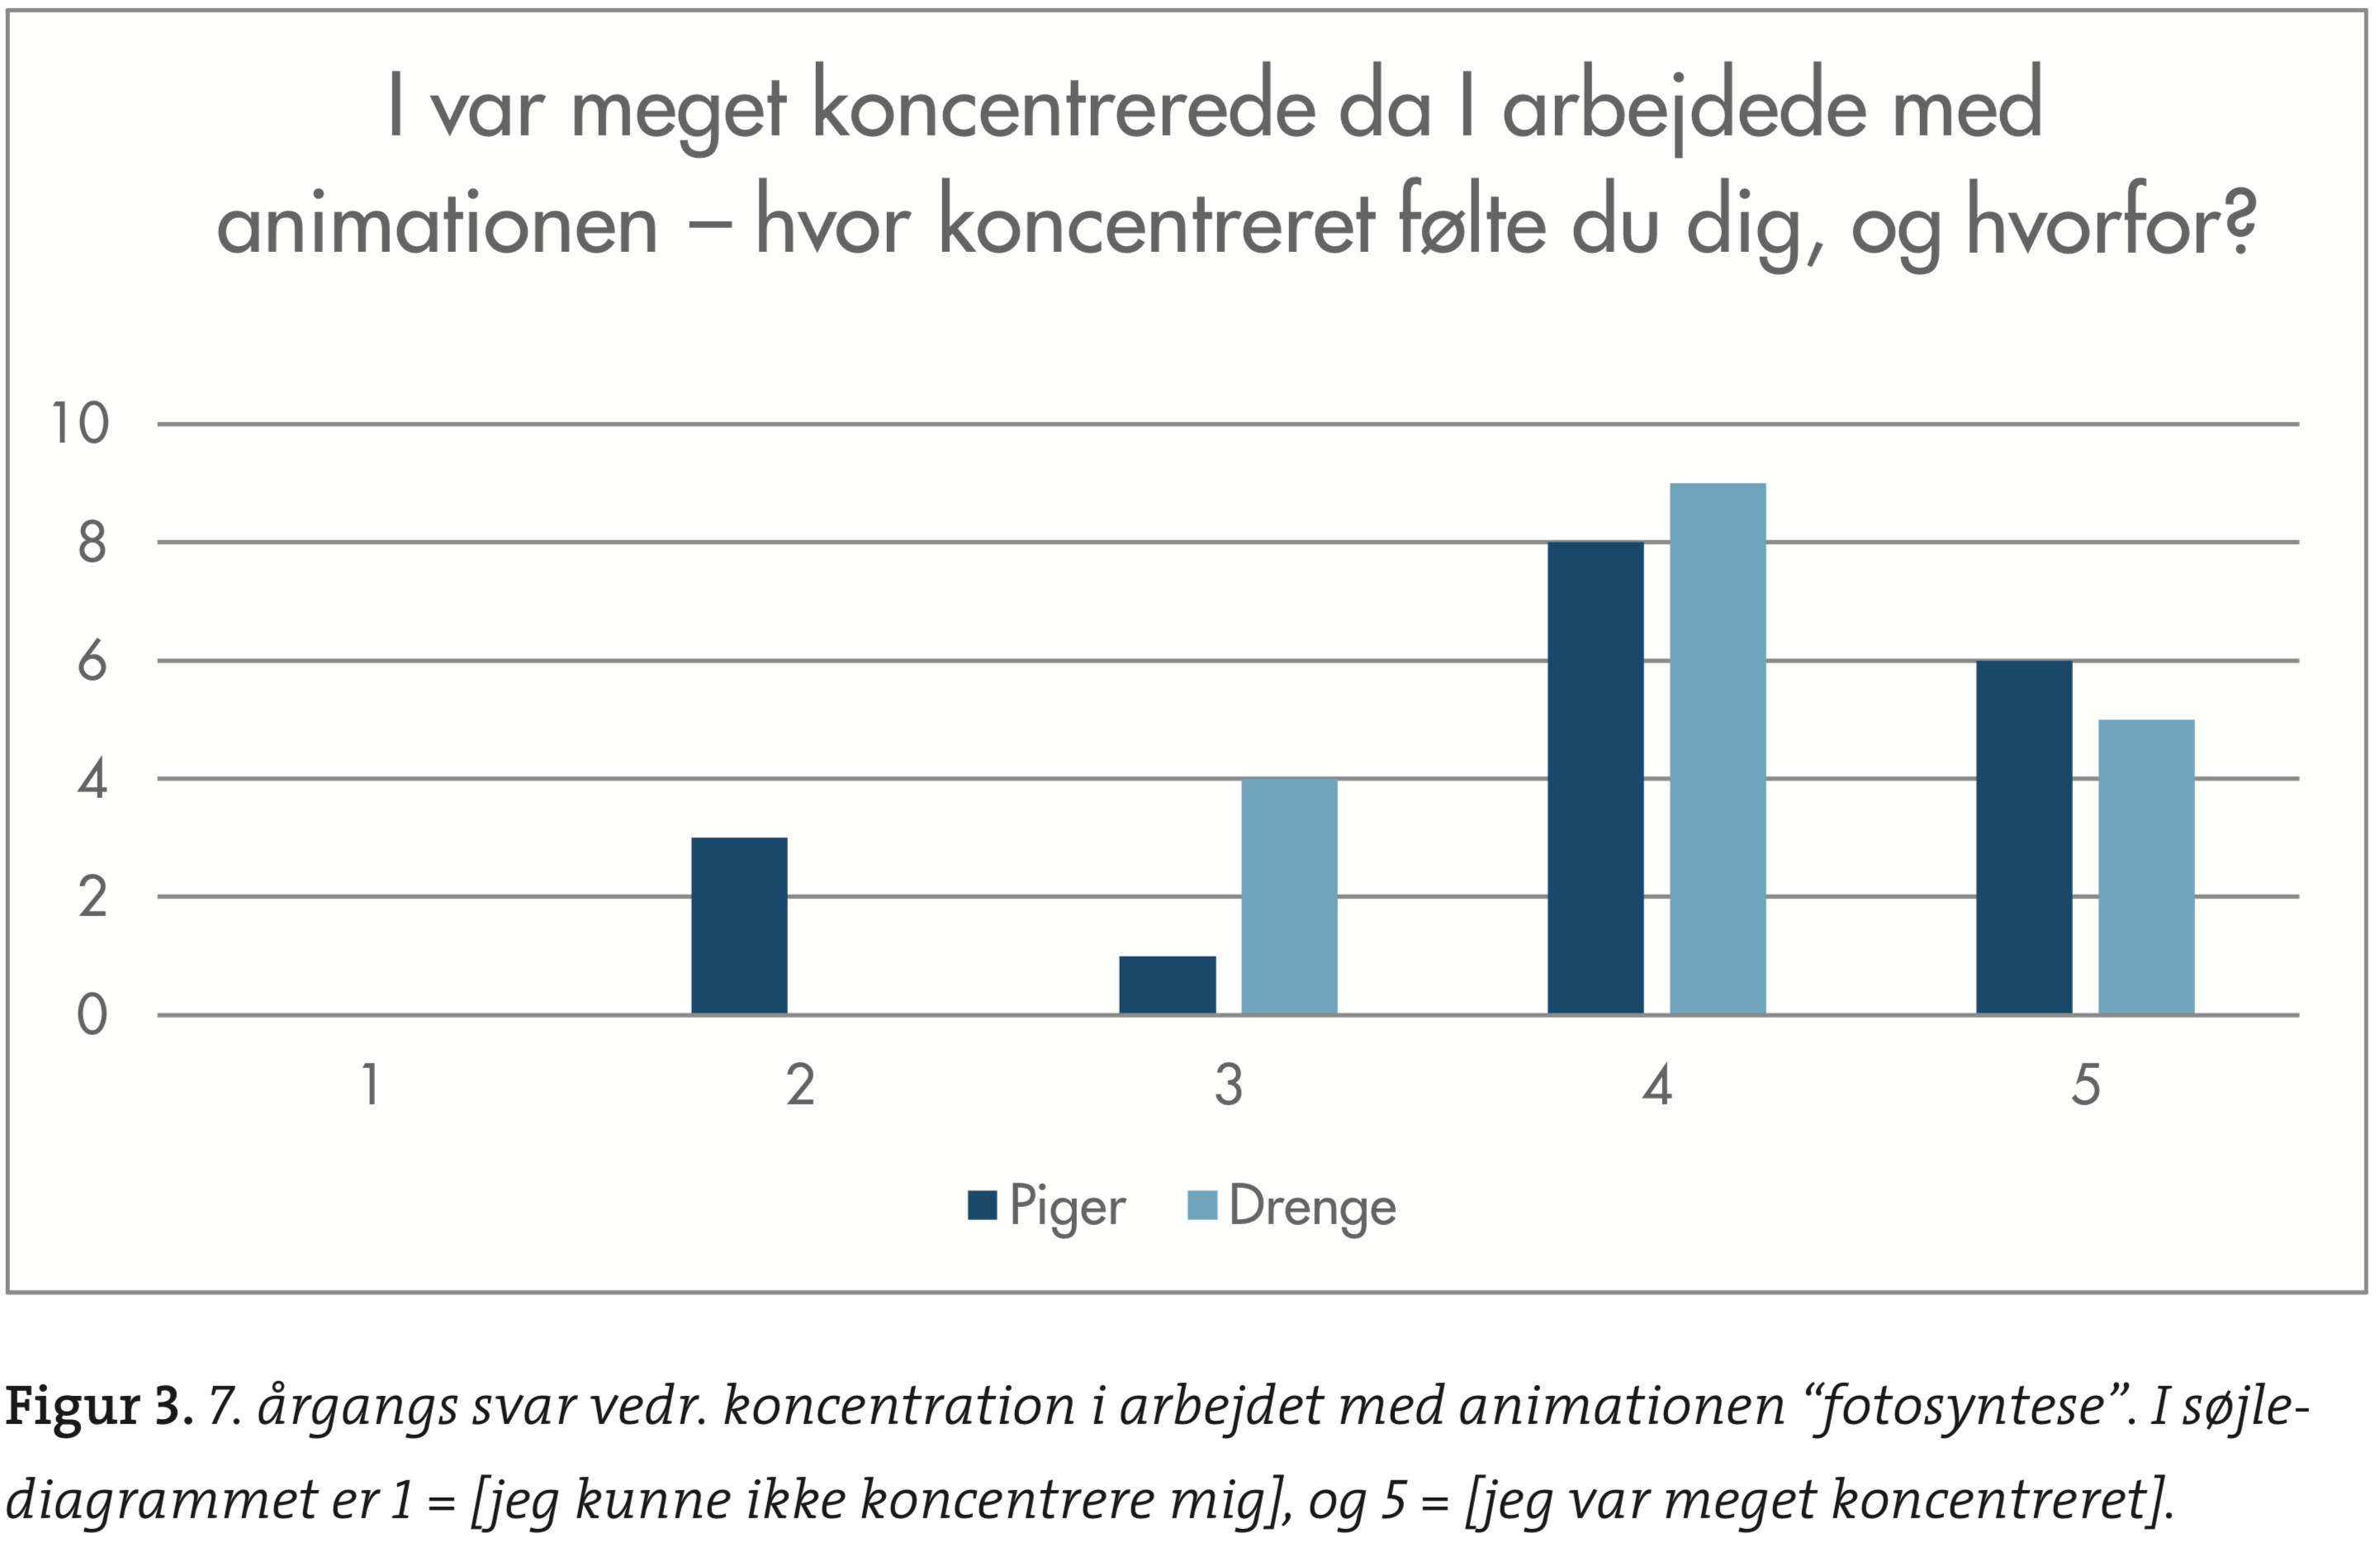 I var meget koncentrerede da I arbejdede med
animationen – hvor koncentreret følte du dig, og hvorfor?
10
8
6
4
2
0
1 2 3 4 5
Piger Drenge
Figur 3. 7. årgangs svar vedr. koncentration i arbejdet med animationen “fotosyntese”. I søjle-
diagrammet er 1 = [jeg kunne ikke koncentrere mig], og 5 = [jeg var meget koncentreret].